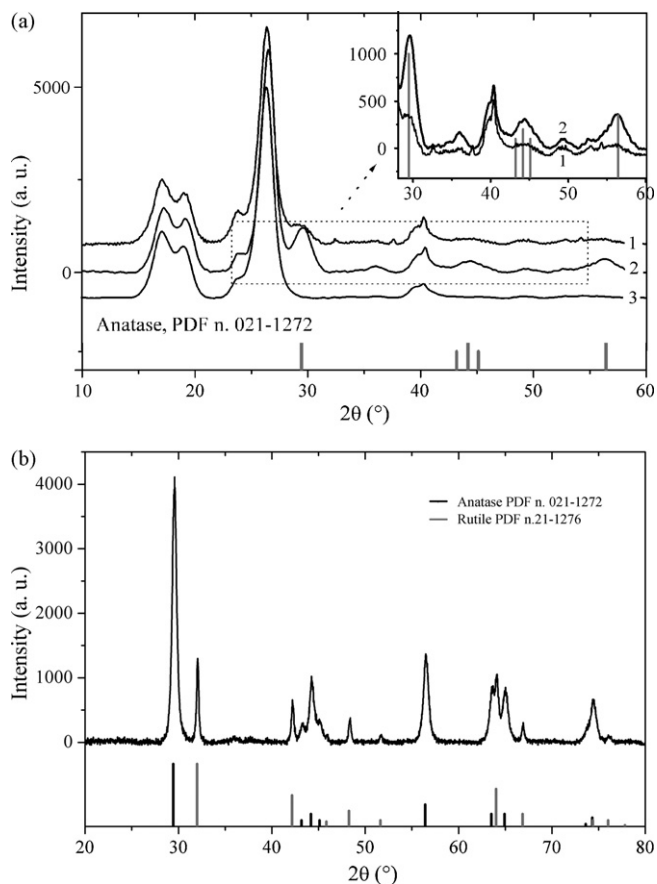 (a)
Intensity (a. u.)
5000
0
1000
500
0
30 40 50 60
2
1
1
2
3
Anatase, PDF n. 021-1272
10 20 30 40 50 60
2θ (°)
(b)
Intensity (a. u.)
4000
3000
2000
1000
0
Anatase PDF n. 021-1272
Rutile PDF n.21-1276
20 30 40 50 60 70 80
2θ (°)